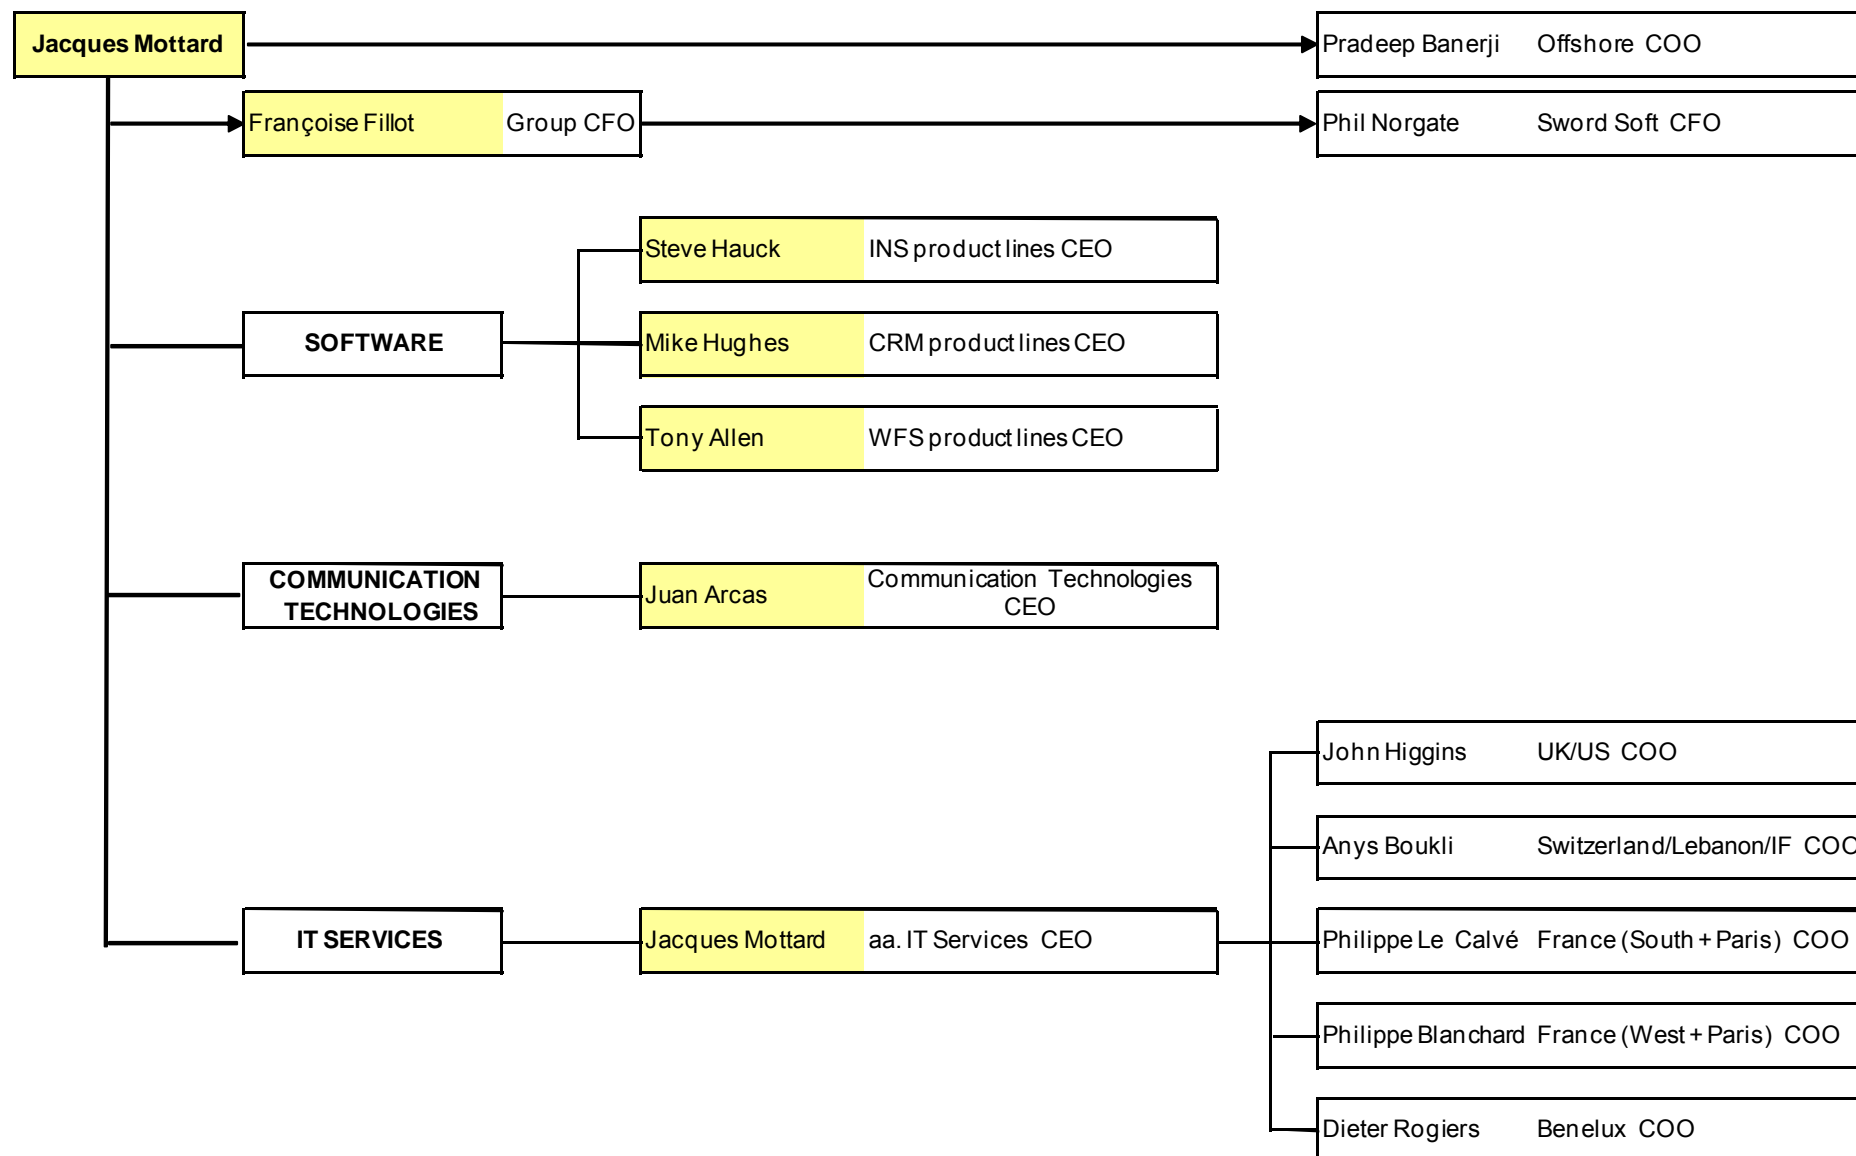 Jacques Mottard
Pradeep Banerji Offshore COO
Françoise Fillot Group CFO
Phil Norgate Sword Soft CFO
Steve Hauck INS product lines CEO
SOFTWARE
Mike Hughes CRM product lines CEO
Tony Allen WFS product lines CEO
COMMUNICATION
TECHNOLOGIES
Juan Arcas
Communication Technologies
CEO
John Higgins UK/US COO
Anys Boukli Switzerland/Lebanon/IF COO
IT SERVICES
Jacques Mottard aa. IT Services CEO
Philippe Le Calvé France (South + Paris) COO
Philippe Blanchard France (West + Paris) COO
Dieter Rogiers Benelux COO